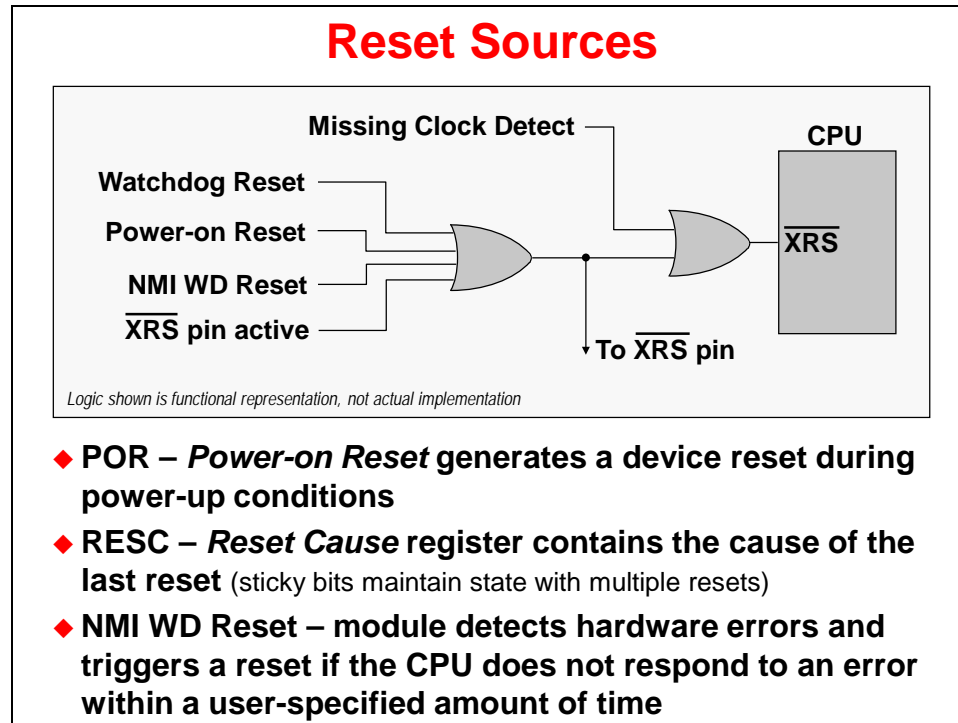 Reset Sources
Missing Clock Detect
CPU
Watchdog Reset
Power-on Reset
XRS
NMI WD Reset
XRS pin active
To XRS pin
Logic shown is functional representation, not actual implementation
POR – Power-on Reset generates a device reset during
power-up conditions
RESC – Reset Cause register contains the cause of the
last reset (sticky bits maintain state with multiple resets)
NMI WD Reset – module detects hardware errors and
triggers a reset if the CPU does not respond to an error
within a user-specified amount of time